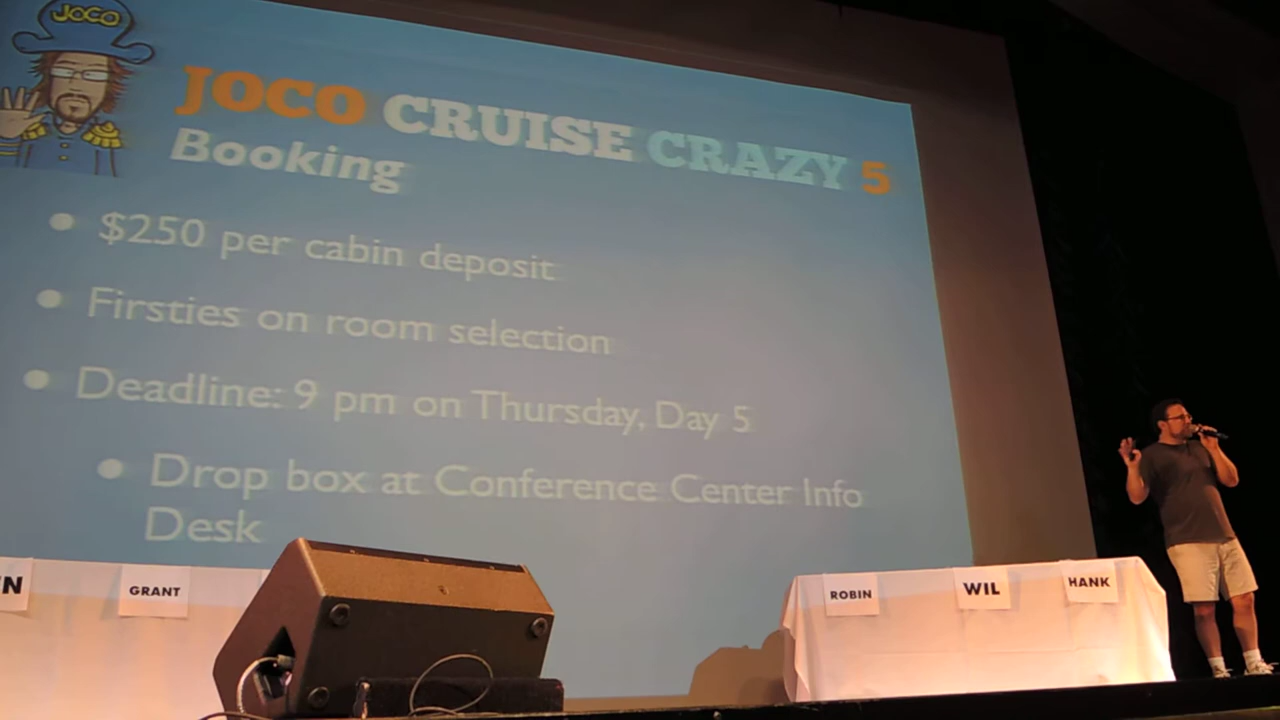 JOCO
JOCO CRUISE CRAZY 5
Booking
• $250 per cabin deposit
• Firsties on room selection
• Deadline: 9 pm on Thursday, Day 5
• Drop box at Conference Center Info
Desk
GRANT
ROBIN
WIL
HANK